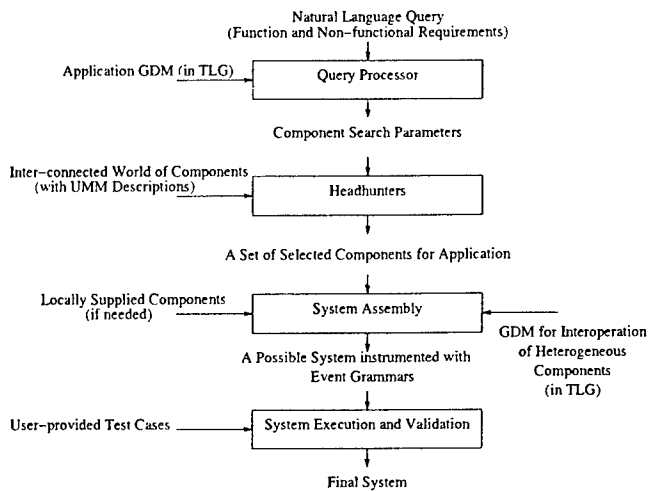 Natural Language Query
(Function and Non-functional Requirements)
Application GDM (in TLG)
Query Processor
Component Search Parameters
Inter-connected World of Components
(with UMM Descriptions)
Headhunters
A Set of Selected Components for Application
Locally Supplied Components
(if needed)
System Assembly
GDM for Interoperation
of Heterogeneous
Components
(in TLG)
A Possible System instrumented with
Event Grammars
User-provided Test Cases
System Execution and Validation
Final System